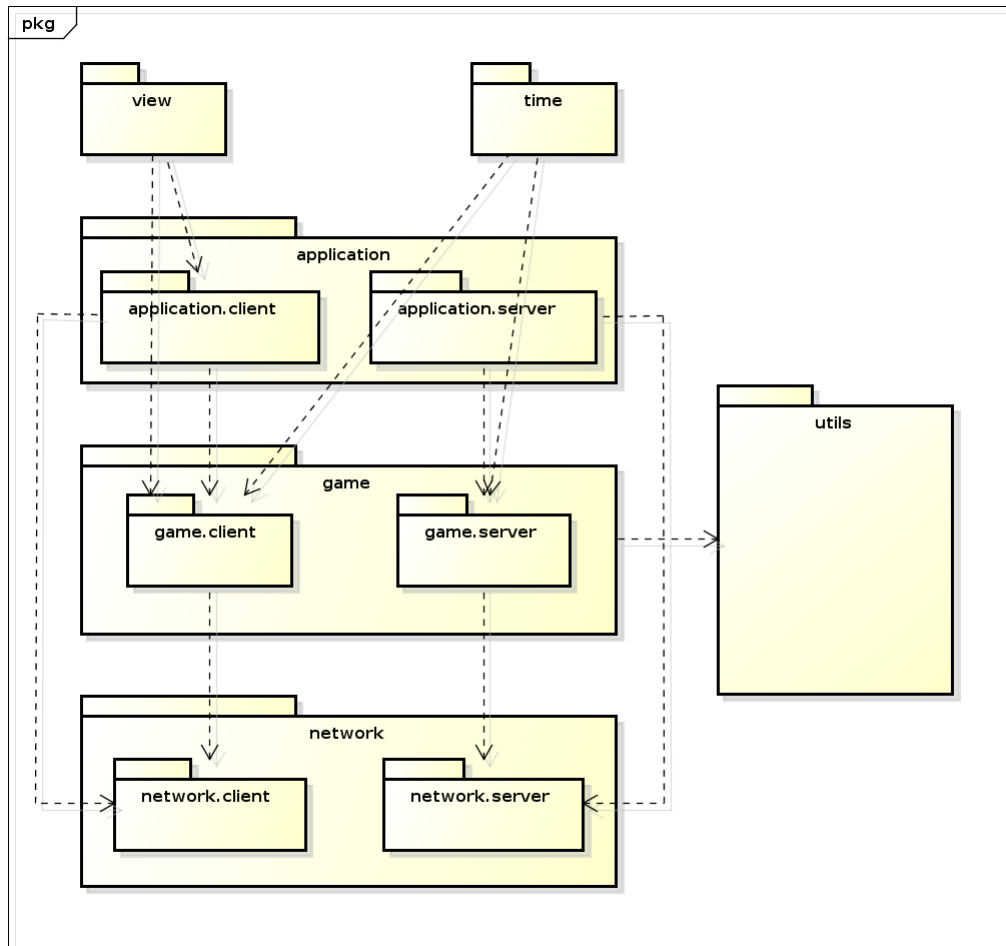 pkg
view
time
application
application.client
application.server
utils
game
game.client
game.server
network
network.client
network.server